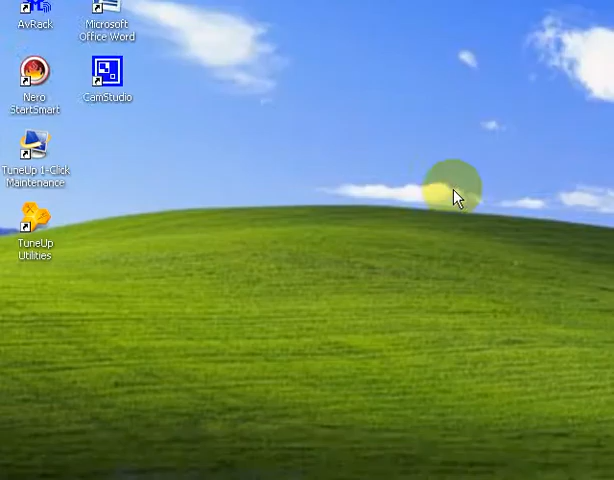 AvRack
Microsoft
Office Word
Nero
StartSmart
CamStudio
TuneUp 1-Click
Maintenance
TuneUp
Utilities